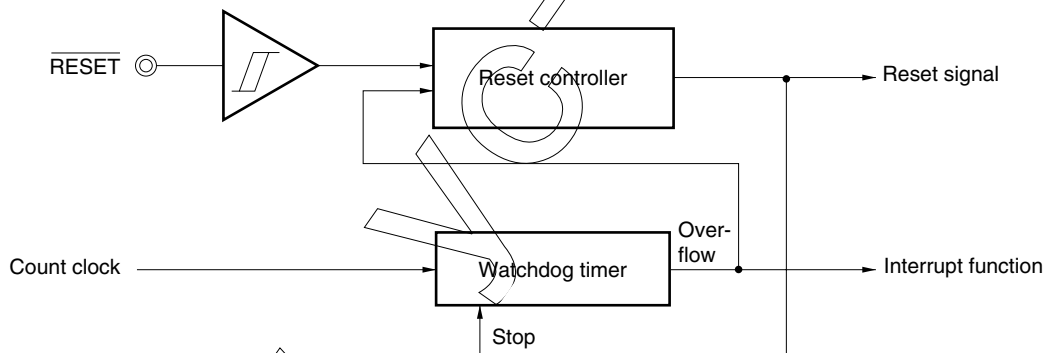 RESET
Reset controller
Reset signal
Over-
flow
Count clock
Watchdog timer
Interrupt function
Stop